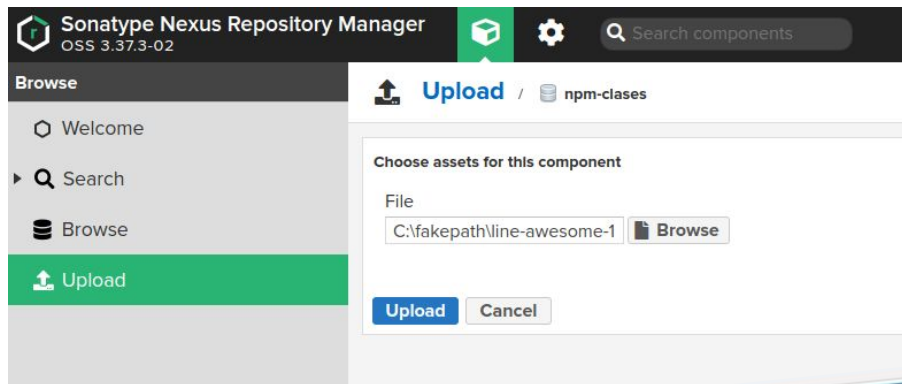 Sonatype Nexus Repository Manager
OSS 3.37.3-02
Search components
Browse
Welcome
Search
Browse
Upload
Upload / npm-clases
Choose assets for this component
File
C:\fakepath\line-awesome-1
Browse
Upload
Cancel